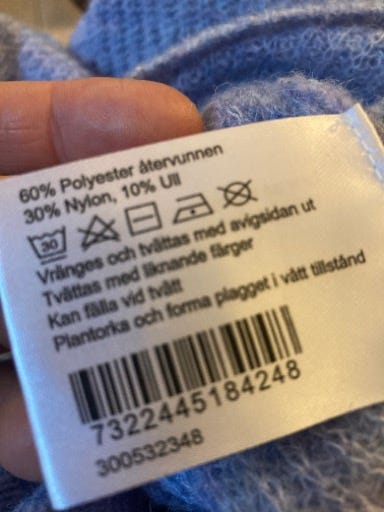 60% Polyester återvunnen
30% Nylon, 10% Ull
30
Vränges och tvättas med avigsidan ut
Tvättas med liknande färger
Kan fälla vid tvätt
Plantorka och forma plagget i vått tillstånd
7322445184248
300532348